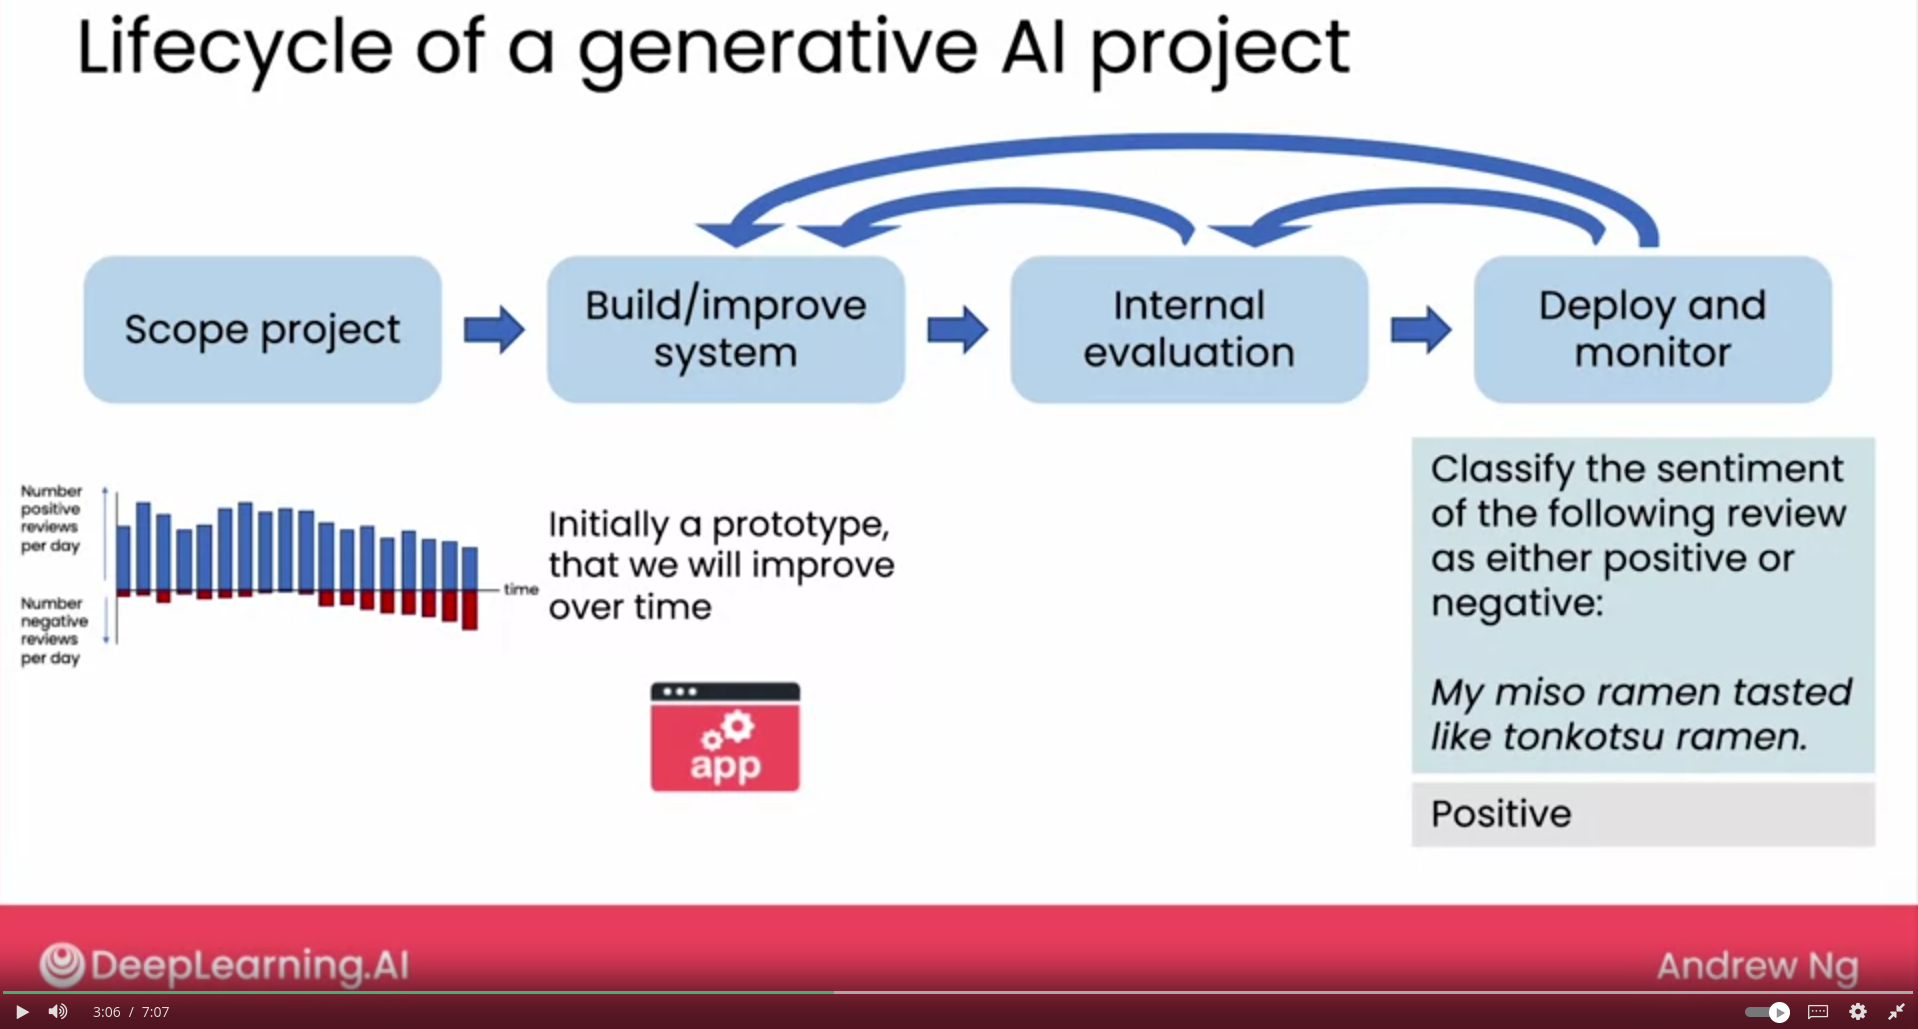 Lifecycle of a generative AI project
Scope project
Build/improve
system
Internal
evaluation
Deploy and
monitor
Number
positive
reviews
per day
Number
negative
reviews
per day
time
Initially a prototype,
that we will improve
over time
app
Classify the sentiment
of the following review
as either positive or
negative:
My miso ramen tasted
like tonkotsu ramen.
Positive
DeepLearning.AI
Andrew Ng
3:06 / 7:07